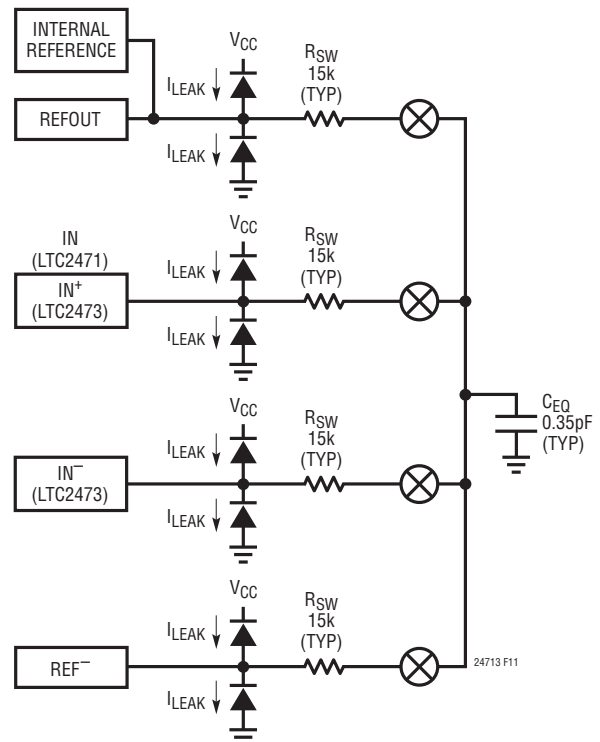 INTERNAL
REFERENCE
REFOUT
ILEAK
VCC
ILEAK
RSW
15k
(TYP)
IN
(LTC2471)
IN+
(LTC2473)
ILEAK
VCC
ILEAK
RSW
15k
(TYP)
CEQ
0.35pF
(TYP)
IN−
(LTC2473)
ILEAK
VCC
ILEAK
RSW
15k
(TYP)
REF−
ILEAK
VCC
ILEAK
RSW
15k
(TYP)
24713 F11